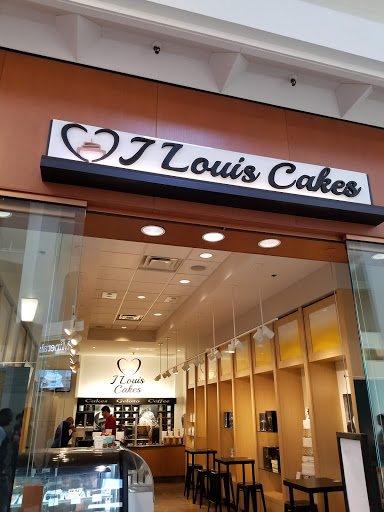 J Louis Cakes
J Louis
Cakes
Cakes Gelato Coffee